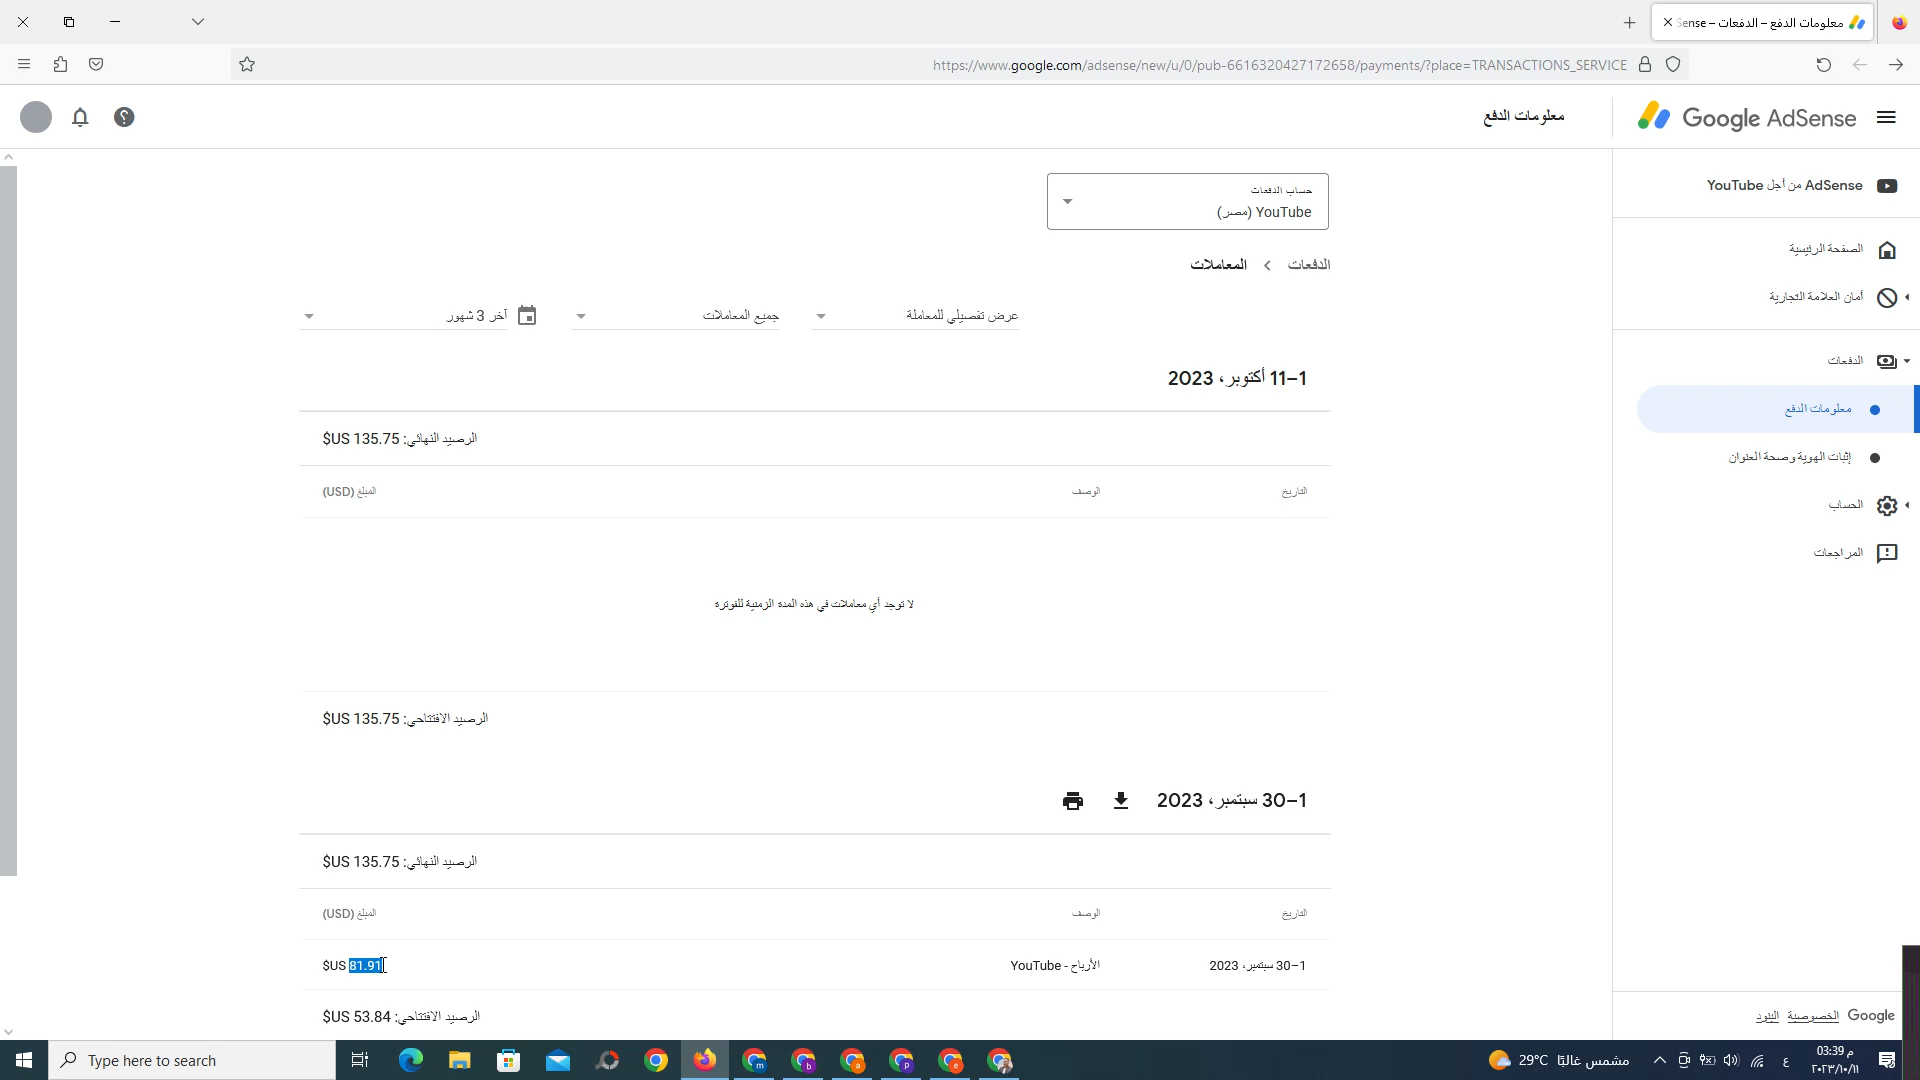 معلومات الدفع – الدفعات – Sense
https://www.google.com/adsense/new/u/0/pub-6616320427172658/payments/?place=TRANSACTIONS_SERVICE
Google AdSense
معلومات الدفع
AdSense من أجل YouTube
الصفحة الرئيسية
أمان العلامة التجارية
الدفعات
معلومات الدفع
إثبات الهوية وصحة العنوان
الحساب
المراجعات
حساب الدفعات
YouTube (مصر)
الدفعات
المعاملات
عرض تفصيلي للمعاملة
جميع المعاملات
آخر 3 شهور
1–11 أكتوبر، 2023
الرصيد النهائي: US 135.75$
التاريخ
الوصف
المبلغ (USD)
لا توجد أي معاملات في هذه المدة الزمنية للفوترة
الرصيد الافتتاحي: US 135.75$
1–30 سبتمبر، 2023
الرصيد النهائي: US 135.75$
التاريخ
الوصف
المبلغ (USD)
1–30 سبتمبر، 2023
الأرباح - YouTube
$US 81.91
الرصيد الافتتاحي: US 53.84$
Google
الخصوصية
البنود
Type here to search
29°C مشمس غالبًا
ع
03:39 م
٢٠٢٣/١٠/١١